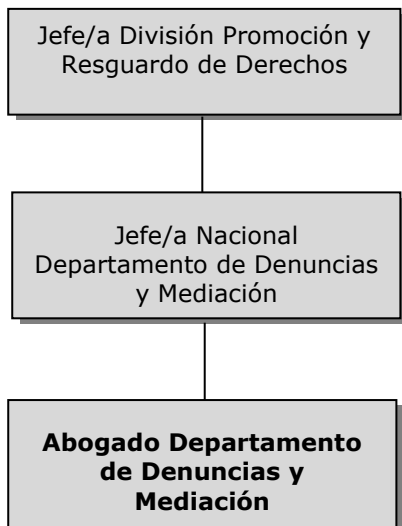 Jefe/a División Promoción y
Resguardo de Derechos
Jefe/a Nacional
Departamento de Denuncias
y Mediación
Abogado Departamento
de Denuncias y
Mediación